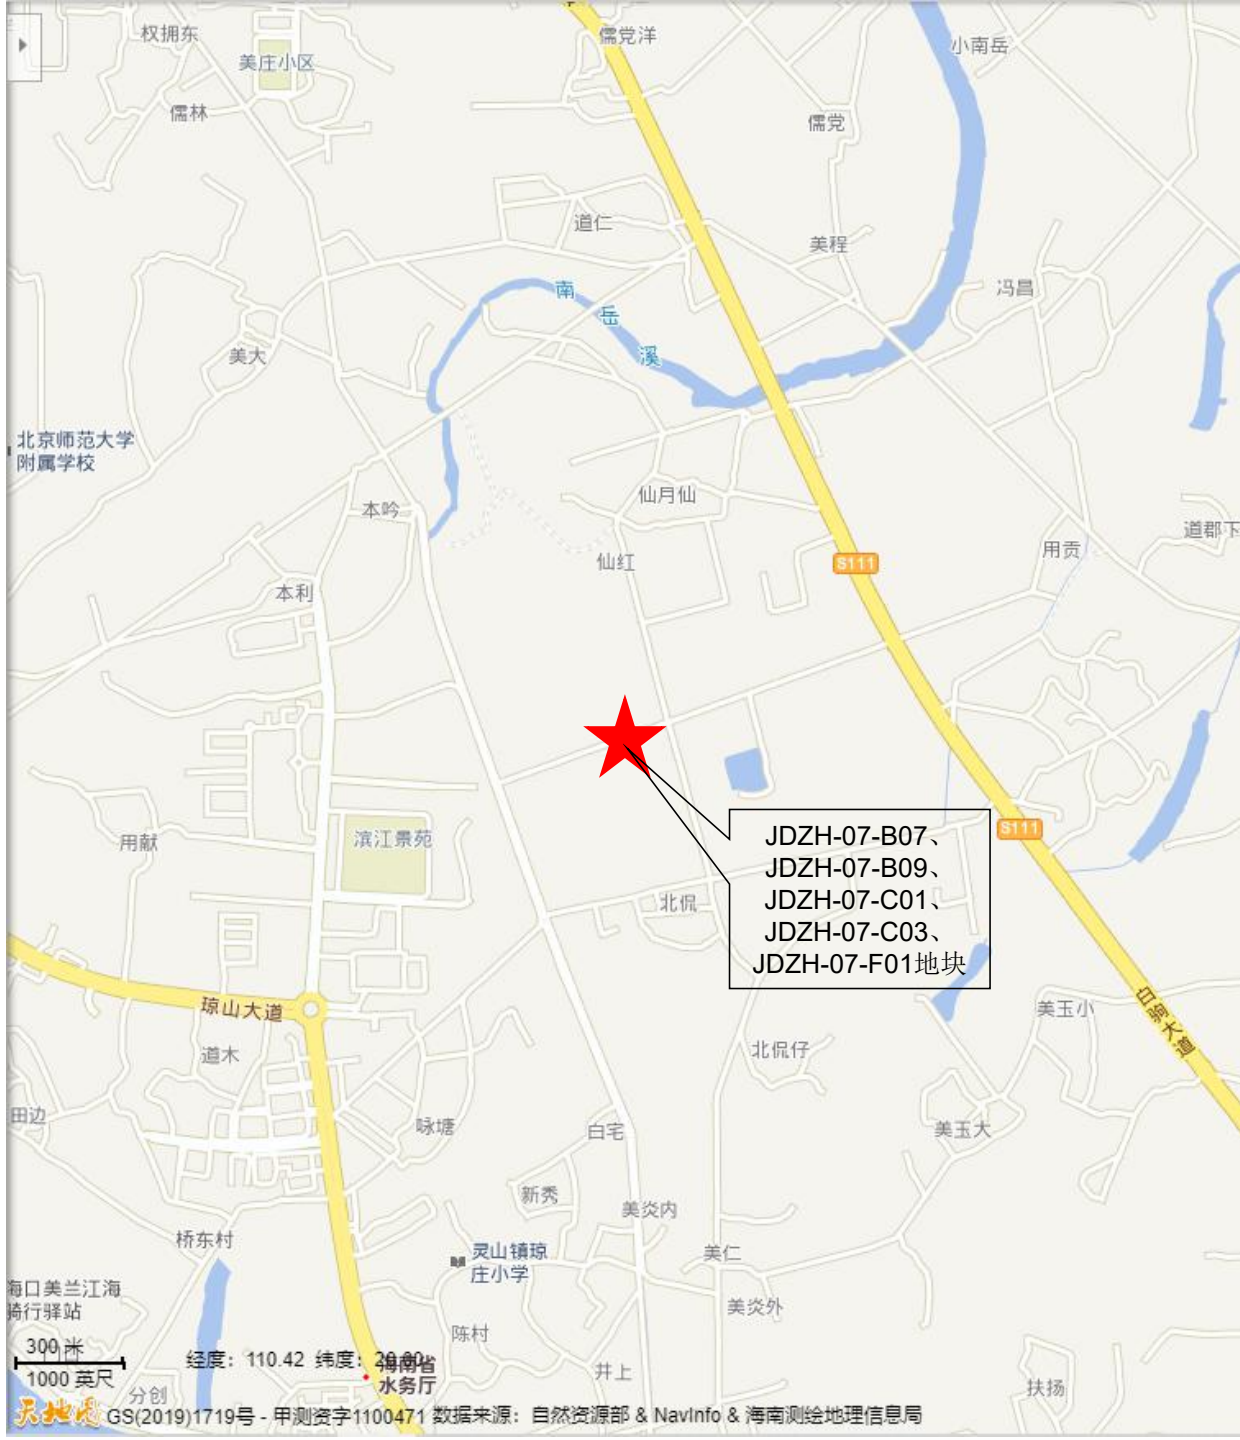 权拥东
儒党洋
小南岳
美庄小区
儒林
儒党
道仁
美程
冯昌
南
岳
溪
美大
北京师范大学
附属学校
仙月仙
本吟
道郡下
用贡
仙红
S111
本利
用献
滨江景苑
S111
JDZH-07-B07、
JDZH-07-B09、
JDZH-07-C01、
JDZH-07-C03、
JDZH-07-F01地块
北侃
琼山大道
美玉小
白驹大道
道木
北侃仔
田边
咏塘
白宅
美玉大
新秀
美炎内
桥东村
灵山镇琼
庄小学
美仁
海口美兰江海
骑行驿站
美炎外
陈村
300 米
1000 英尺
经度：110.42 纬度：
海南省
水务厅
井上
扶扬
分创
天地图
GS(2019)1719号 - 甲测资字1100471 数据来源：自然资源部 & NavInfo & 海南测绘地理信息局